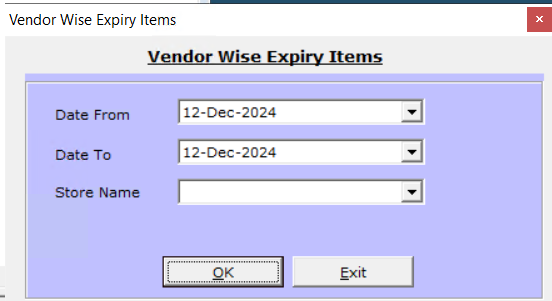 Vendor Wise Expiry Items
Vendor Wise Expiry Items
Date From 12-Dec-2024
Date To 12-Dec-2024
Store Name
OK Exit